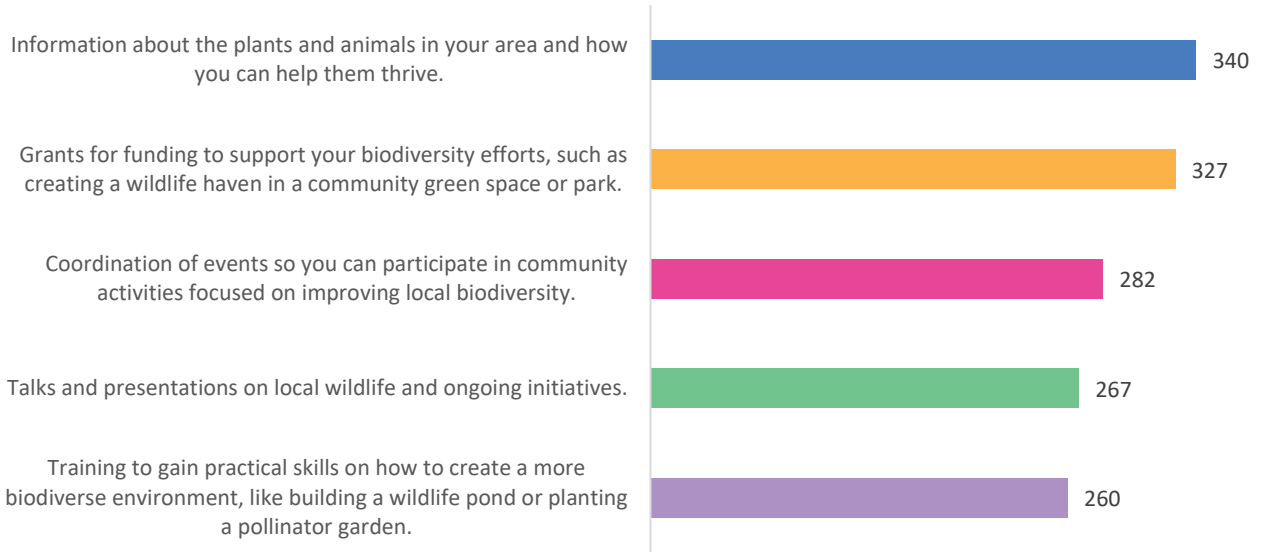 Information about the plants and animals in your area and how
you can help them thrive.
340
Grants for funding to support your biodiversity efforts, such as
creating a wildlife haven in a community green space or park.
327
Coordination of events so you can participate in community
activities focused on improving local biodiversity.
282
Talks and presentations on local wildlife and ongoing initiatives.
267
Training to gain practical skills on how to create a more
biodiverse environment, like building a wildlife pond or planting
a pollinator garden.
260